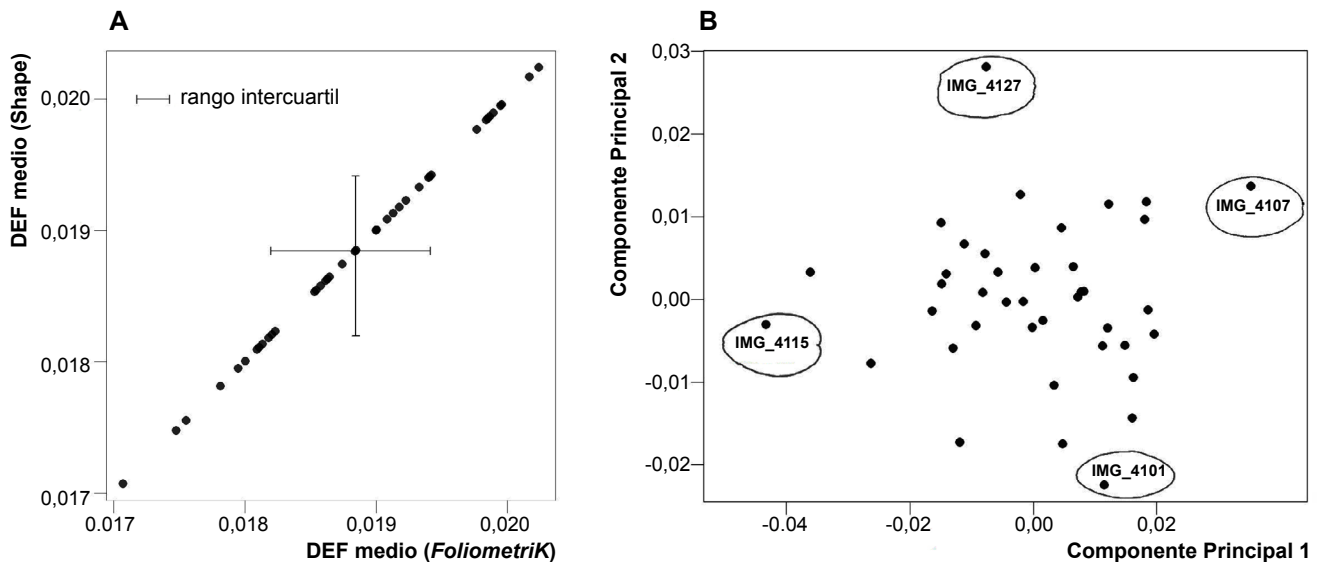 A
DEF medio (Shape)
0,020
0,019
0,018
0,017
rango intercuartil
0.017
0,018
0,019
0,020
DEF medio (FoliometriK)
B
Componente Principal 2
0,03
0,02
0,01
0,00
-0,01
-0,02
IMG_4127
IMG_4107
IMG_4115
IMG_4101
-0.04
-0,02
0,00
0,02
Componente Principal 1